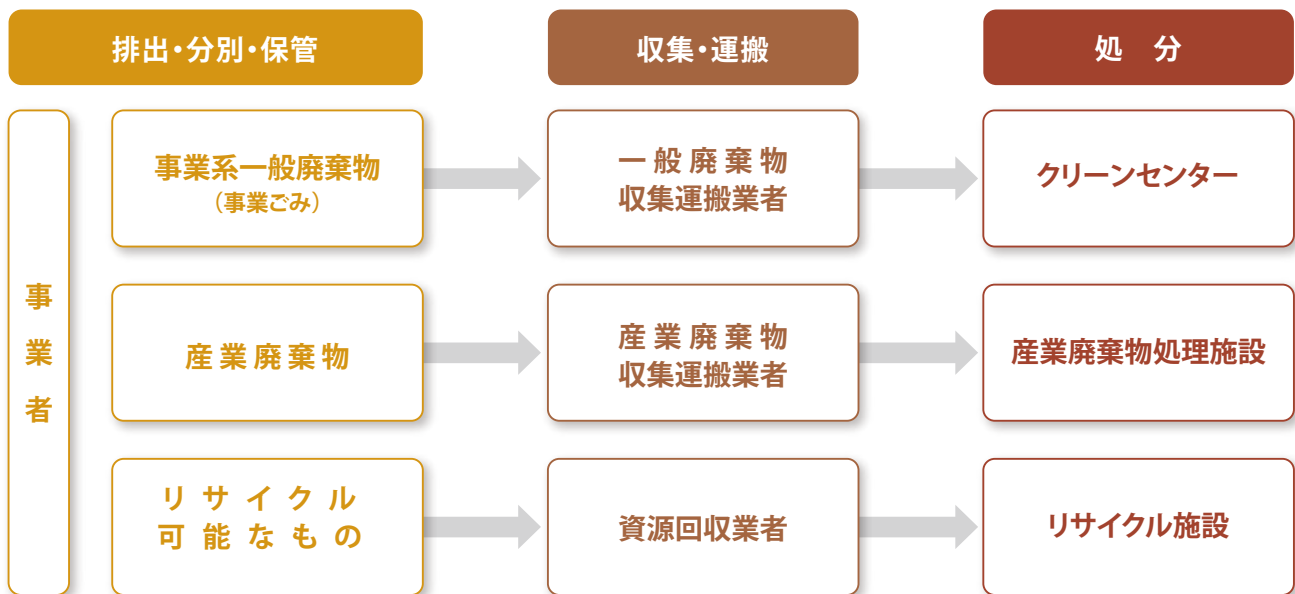 排出・分別・保管
収集・運搬
処 分
事業者
事業系一般廃棄物
（事業ごみ）
一般廃棄物
収集運搬業者
クリーンセンター
産業廃棄物
産業廃棄物
収集運搬業者
産業廃棄物処理施設
リサイクル
可能なもの
資源回収業者
リサイクル施設